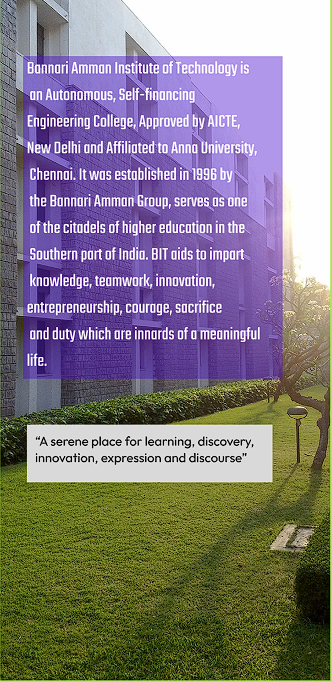 Bannari Amman Institute of Technology is
an Autonomous, Self-financing
Engineering College, Approved by AICTE,
New Delhi and Affiliated to Anna University,
Chennai. It was established in 1996 by
the Bannari Amman Group, serves as one
of the citadels of higher education in the
Southern part of India. BIT aids to impart
knowledge, teamwork, innovation,
entrepreneurship, courage, sacrifice
and duty which are innards of a meaningful
life.
“A serene place for learning, discovery,
innovation, expression and discourse”